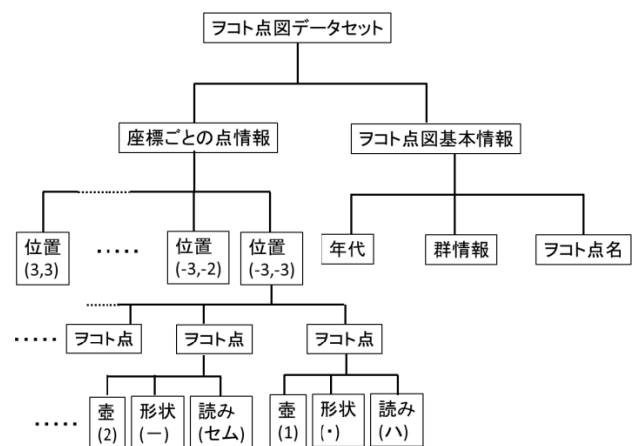 ヲコト点図データセット
座標ごとの点情報
ヲコト点図基本情報
位置
(3,3)
・・・・・
位置
(-3,-2)
位置
(-3,-3)
年代
群情報
ヲコト点名
・・・・・
ヲコト点
ヲコト点
ヲコト点
・・・・・
壺
(2)
形状
(ー)
読み
(セム)
壺
(1)
形状
(・)
読み
(ハ)